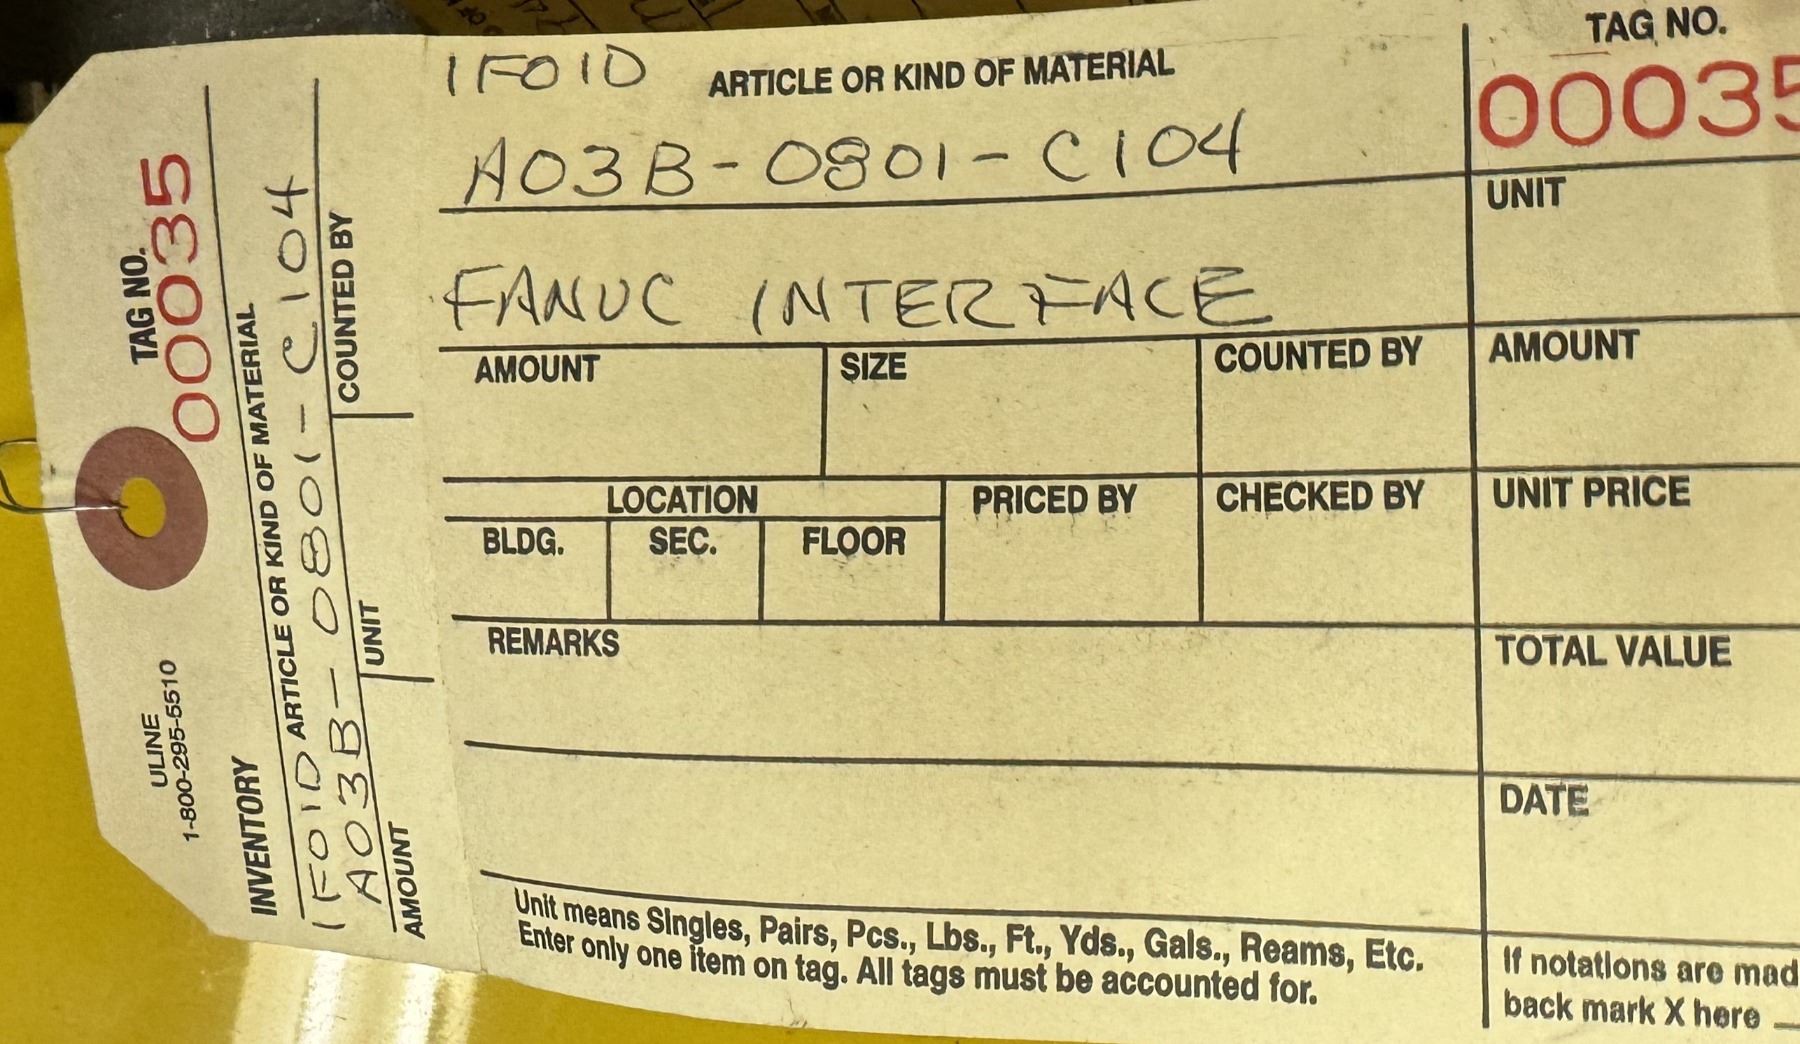 TAG NO.
00035
ULINE
1-800-295-5510
INVENTORY
IF01D ARTICLE OR KIND OF MATERIAL
A03B-0801-C104
AMOUNT
UNIT
COUNTED BY
IF01D ARTICLE OR KIND OF MATERIAL
A03B-0801-C104
FANUC INTERFACE
AMOUNT SIZE COUNTED BY
LOCATION PRICED BY CHECKED BY
BLDG. SEC. FLOOR
REMARKS
Unit means Singles, Pairs, Pcs., Lbs., Ft., Yds., Gals., Reams, Etc.
Enter only one item on tag. All tags must be accounted for.
TAG NO.
00035
UNIT
AMOUNT
UNIT PRICE
TOTAL VALUE
DATE
If notations are mad
back mark X here